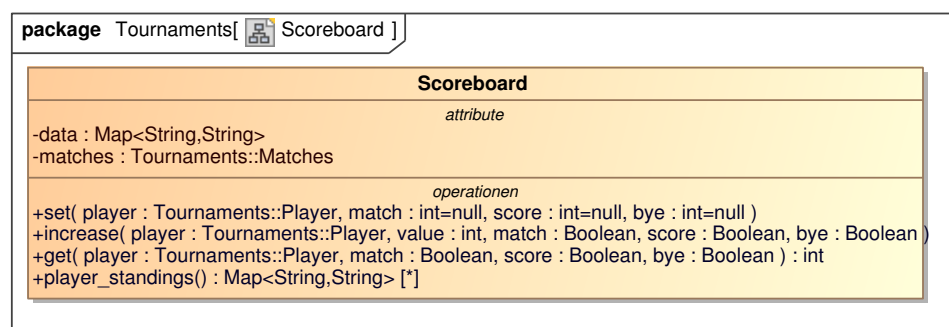 package Tournaments[ Scoreboard ]
Scoreboard
attribute
-data : Map<String,String>
-matches : Tournaments::Matches
operationen
+set( player : Tournaments::Player, match : int=null, score : int=null, bye : int=null )
+increase( player : Tournaments::Player, value : int, match : Boolean, score : Boolean, bye : Boolean )
+get( player : Tournaments::Player, match : Boolean, score : Boolean, bye : Boolean ) : int
+player_standings() : Map<String,String> [*]